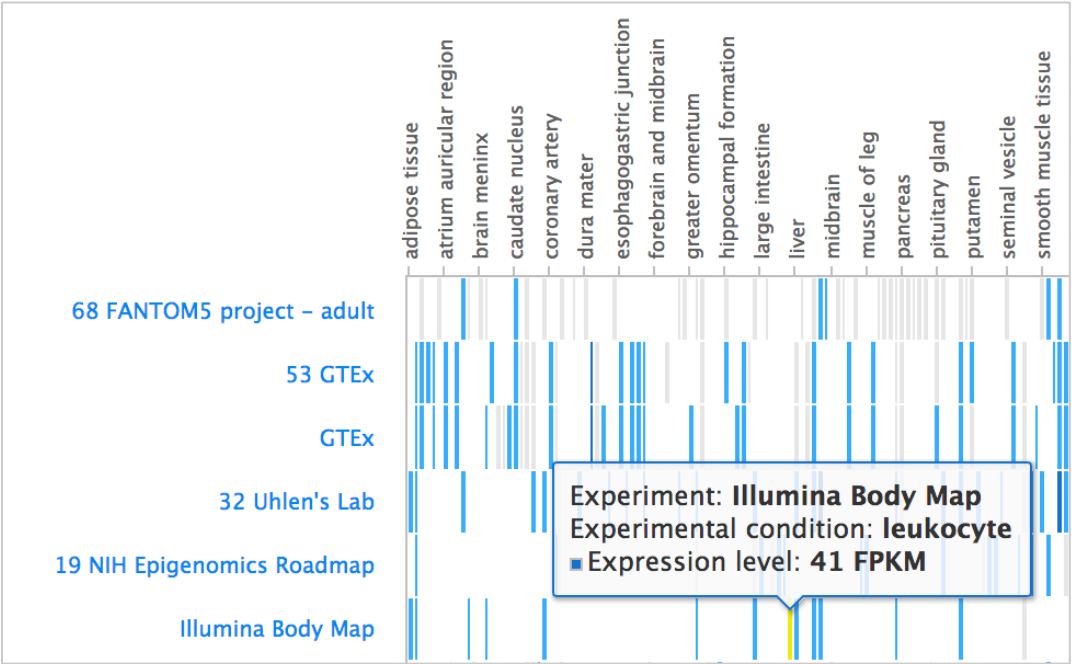 adipose tissue
atrium auricular region
brain meninx
caudate nucleus
coronary artery
dura mater
esophagogastric junction
forebrain and midbrain
greater omentum
hippocampal formation
large intestine
liver
midbrain
muscle of leg
pancreas
pituitary gland
putamen
seminal vesicle
smooth muscle tissue
68 FANTOM5 project – adult
53 GTEx
GTEx
32 Uhlen's Lab
19 NIH Epigenomics Roadmap
Illumina Body Map
Experiment: Illumina Body Map
Experimental condition: leukocyte
Expression level: 41 FPKM